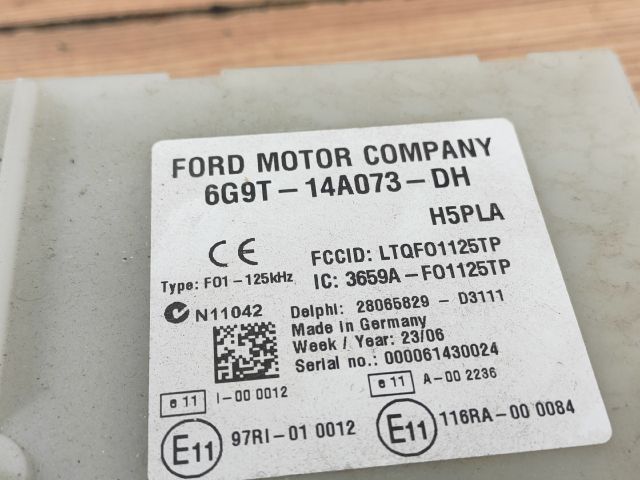 FORD MOTOR COMPANY
6G9T-14A073-DH
H5PLA
CE
FCCID: LTQFO1125TP
Type: FO1-125kHz
IC: 3659A-FO1125TP
N11042
Delphi: 28065829 - D3111
Made in Germany
Week / Year: 23/06
Serial no.: 000061430024
e 11 I-00 0012
e 11 A-00 2236
E11 97RI-01 0012
E11 116RA-00 0084